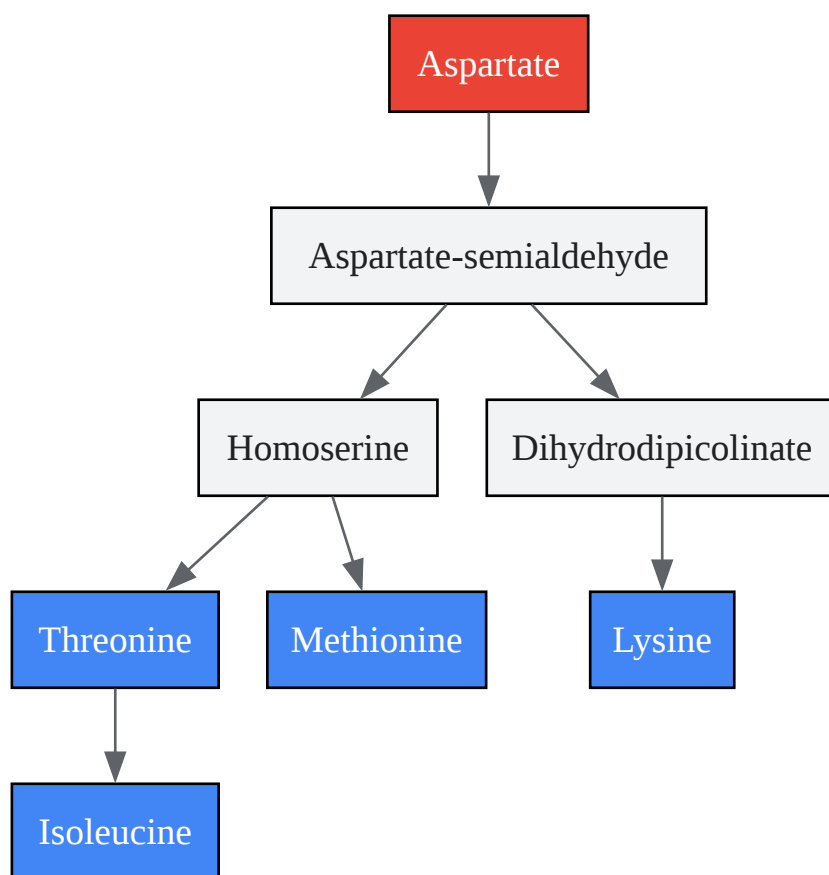 Aspartate
Aspartate-semialdehyde
Homoserine
Dihydrodipicolinate
Threonine
Methionine
Lysine
Isoleucine